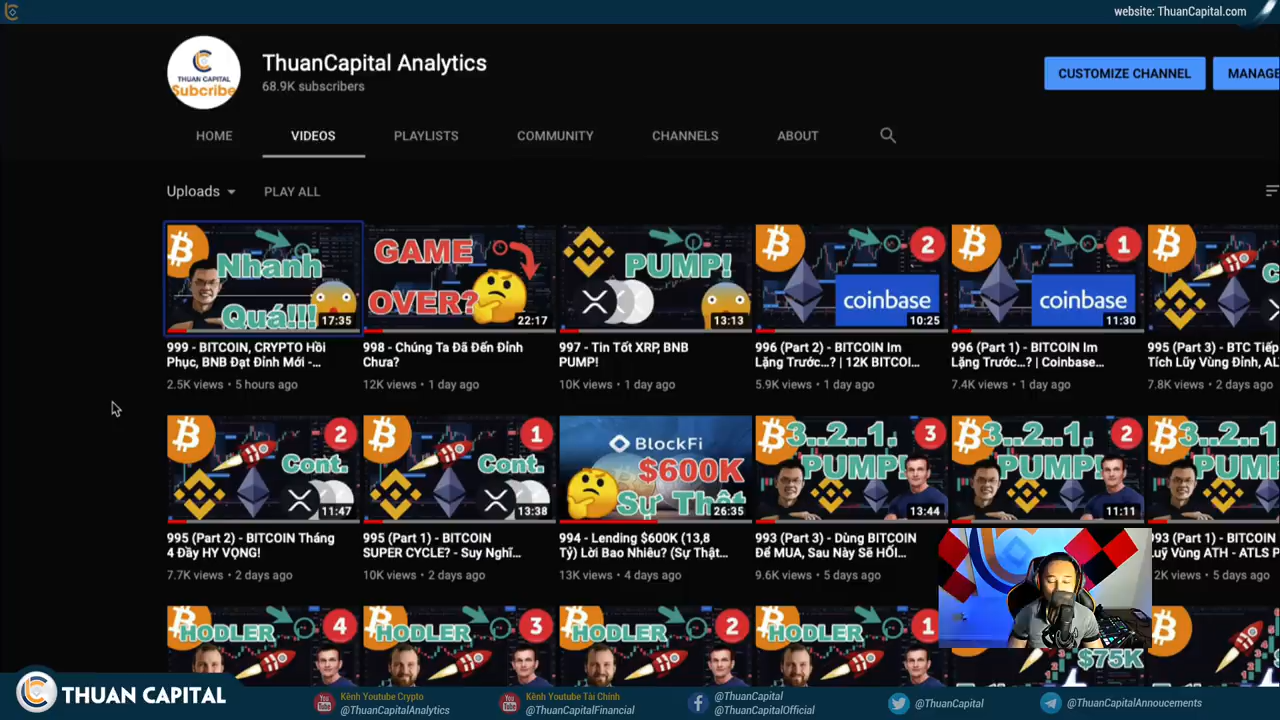 website: ThuanCapital.com
THUAN CAPITAL
Subcribe
ThuanCapital Analytics
68.9K subscribers
CUSTOMIZE CHANNEL
MANAGE
HOME
VIDEOS
PLAYLISTS
COMMUNITY
CHANNELS
ABOUT
Uploads
PLAY ALL
Nhanh
Quá!!!
17:35
GAME
OVER?
22:17
PUMP!
13:13
2
coinbase
10:25
1
coinbase
11:30
999 - BITCOIN, CRYPTO Hồi
Phục, BNB Đạt Đỉnh Mới -...
2.5K views • 5 hours ago
998 - Chúng Ta Đã Đến Đỉnh
Chưa?
12K views • 1 day ago
997 - Tin Tốt XRP, BNB
PUMP!
10K views • 1 day ago
996 (Part 2) - BITCOIN Im
Lặng Trước...? | 12K BITCOI...
5.9K views • 1 day ago
996 (Part 1) - BITCOIN Im
Lặng Trước...? | Coinbase...
7.4K views • 1 day ago
995 (Part 3) - BTC Tiếp
Tích Lũy Vùng Đỉnh, AL
7.8K views • 2 days ago
2
Cont.
11:47
1
Cont.
13:38
BlockFi
$600K
Sự Thật
26:35
3
3..2..1,
PUMP!
13:44
2
3..2..1,
PUMP!
11:11
3..2..1
PUMP
995 (Part 2) - BITCOIN Tháng
4 Đầy HY VỌNG!
7.7K views • 2 days ago
995 (Part 1) - BITCOIN
SUPER CYCLE? - Suy Nghĩ...
10K views • 2 days ago
994 - Lending $600K (13,8
Tỷ) Lời Bao Nhiêu? (Sự Thật...
13K views • 4 days ago
993 (Part 3) - Dùng BITCOIN
Để MUA, Sau Này Sẽ HỐI...
9.6K views • 5 days ago
93 (Part 1) - BITCOIN
Luỹ Vùng ATH - ATLS P
2K views • 5 days ago
HODLER
4
HODLER
3
HODLER
2
HODLER
1
$75K
THUAN CAPITAL
Kênh Youtube Crypto
@ThuanCapitalAnalytics
Kênh Youtube Tài Chính
@ThuanCapitalFinancial
@ThuanCapital
@ThuanCapitalOfficial
@ThuanCapital
@ThuanCapitalAnnoucements